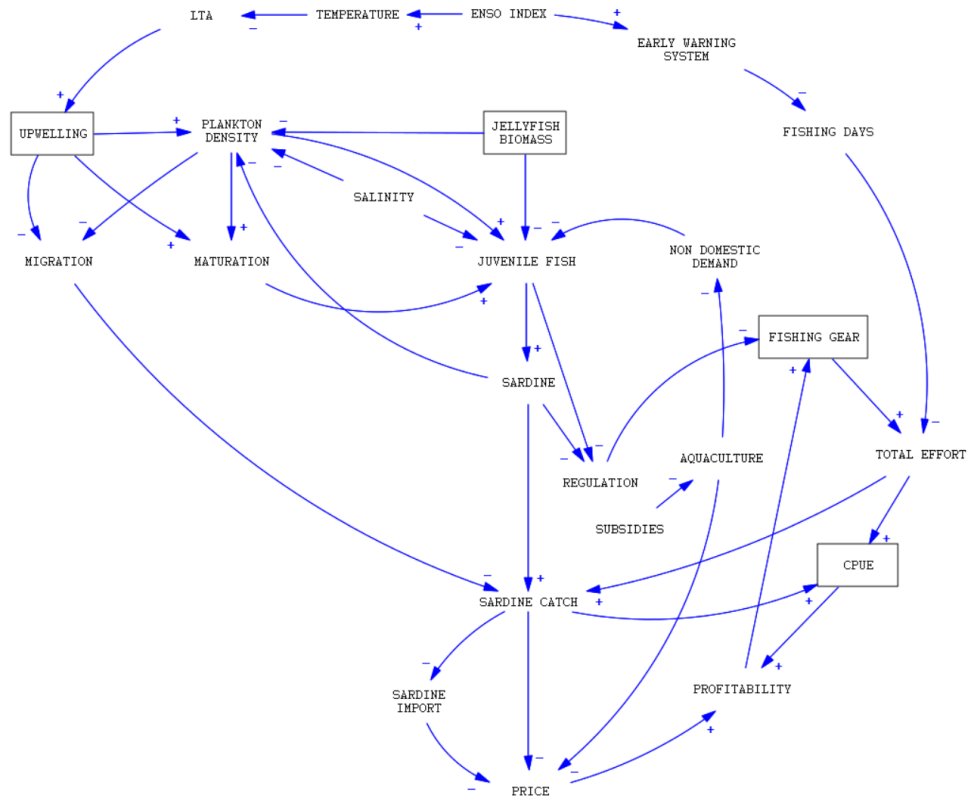 LTA
TEMPERATURE
ENSO INDEX
−
+
+
EARLY WARNING
SYSTEM
−
+
UPWELLING
+
PLANKTON
DENSITY
−
JELLYFISH
BIOMASS
FISHING DAYS
−
−
SALINITY
−
+
−
+
+
−
−
−
MIGRATION
MATURATION
JUVENILE FISH
NON DOMESTIC
DEMAND
−
+
−
FISHING GEAR
+
+
SARDINE
+
−
−
−
REGULATION
−
AQUACULTURE
TOTAL EFFORT
SUBSIDIES
+
CPUE
−
+
SARDINE CATCH
+
+
−
SARDINE
IMPORT
+
PROFITABILITY
+
−
−
−
PRICE